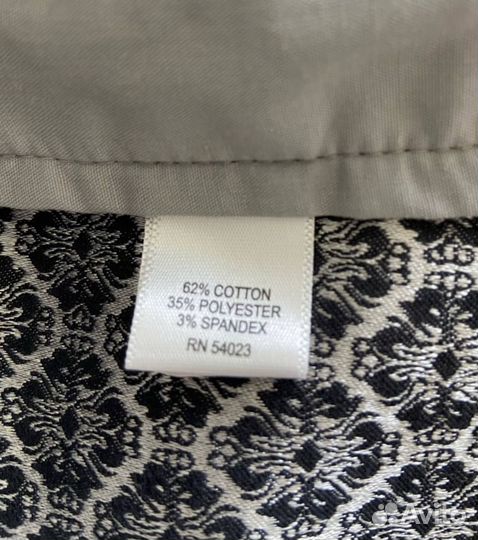 62% COTTON
35% POLYESTER
3% SPANDEX
RN 54023
Avito